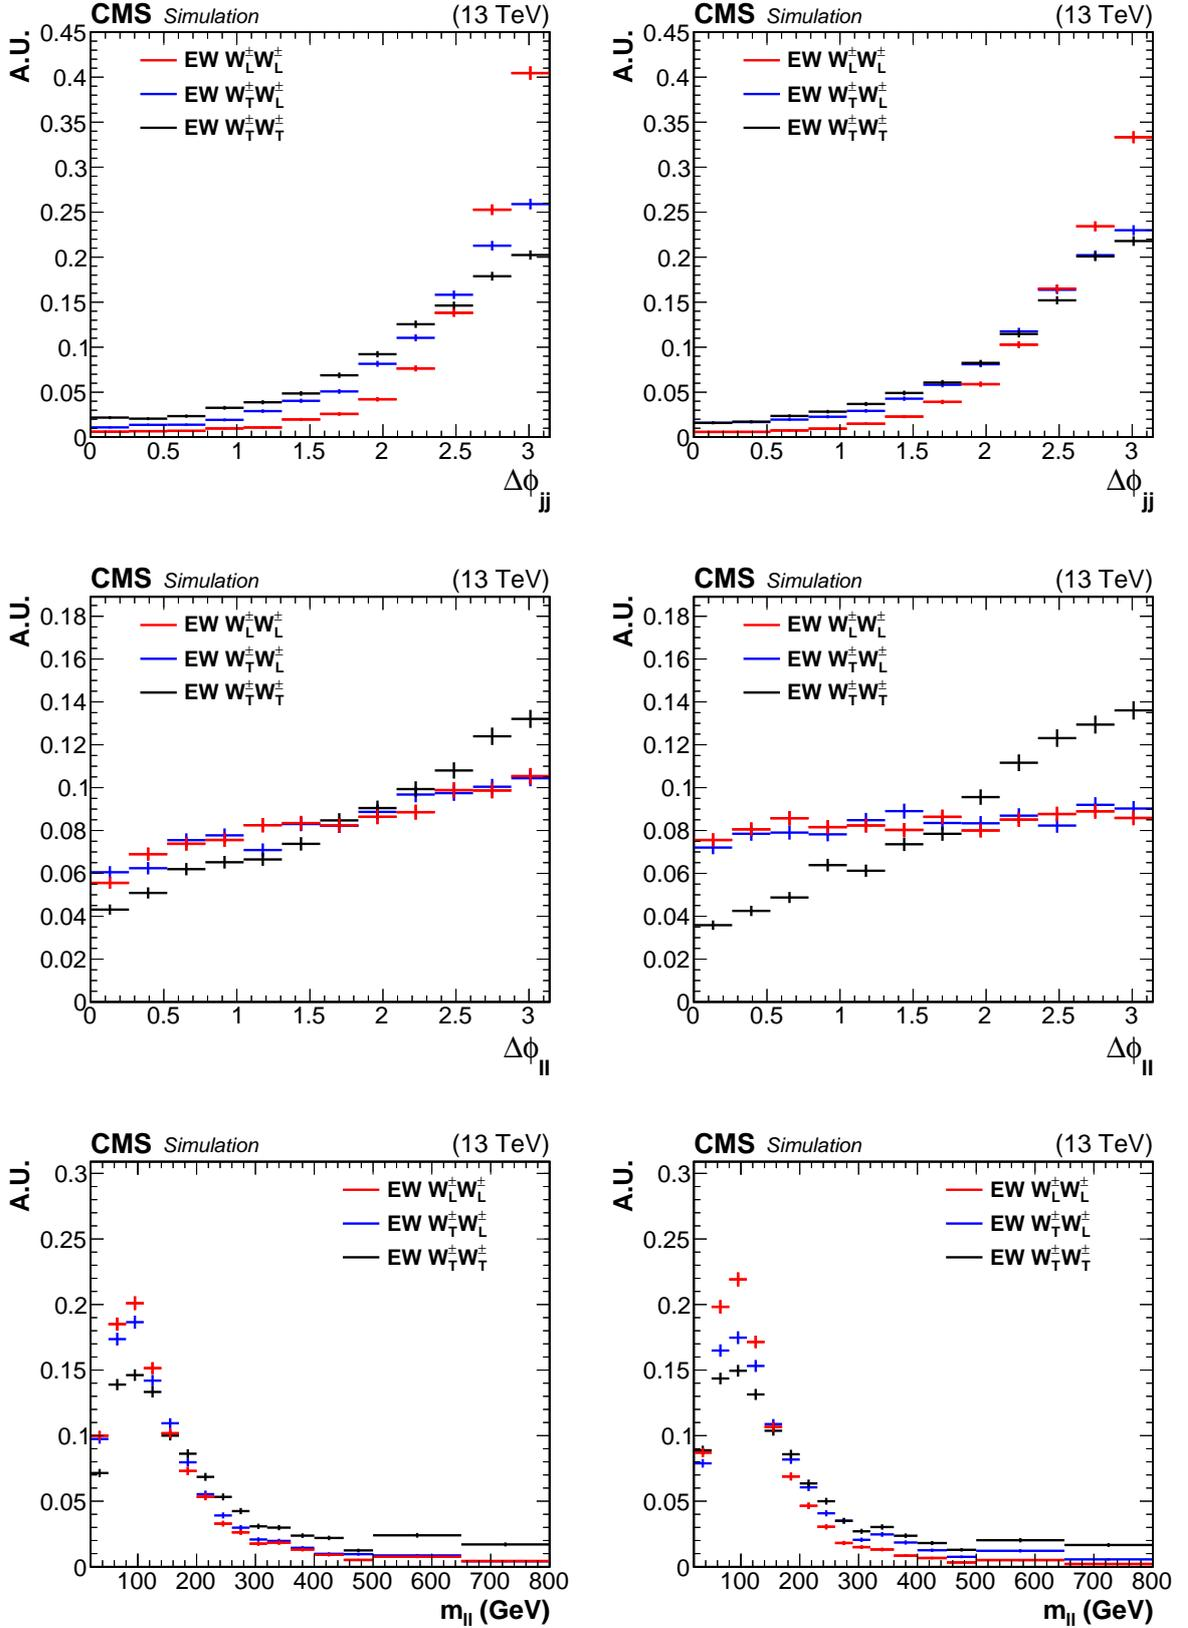 CMS Simulation (13 TeV)
A.U.
0.45
0.4
0.35
0.3
0.25
0.2
0.15
0.1
0.05
0
EW W±LW±L
EW W±TW±L
EW W±TW±T
0 0.5 1 1.5 2 2.5 3
Δϕjj
CMS Simulation (13 TeV)
A.U.
0.45
0.4
0.35
0.3
0.25
0.2
0.15
0.1
0.05
0
EW W±LW±L
EW W±TW±L
EW W±TW±T
0 0.5 1 1.5 2 2.5 3
Δϕjj
CMS Simulation (13 TeV)
A.U.
0.18
0.16
0.14
0.12
0.1
0.08
0.06
0.04
0.02
0
EW W±LW±L
EW W±TW±L
EW W±TW±T
0 0.5 1 1.5 2 2.5 3
Δϕll
CMS Simulation (13 TeV)
A.U.
0.18
0.16
0.14
0.12
0.1
0.08
0.06
0.04
0.02
0
EW W±LW±L
EW W±TW±L
EW W±TW±T
0 0.5 1 1.5 2 2.5 3
Δϕll
CMS Simulation (13 TeV)
A.U.
0.3
0.25
0.2
0.15
0.1
0.05
0
EW W±LW±L
EW W±TW±L
EW W±TW±T
100 200 300 400 500 600 700 800
mll (GeV)
CMS Simulation (13 TeV)
A.U.
0.3
0.25
0.2
0.15
0.1
0.05
0
EW W±LW±L
EW W±TW±L
EW W±TW±T
100 200 300 400 500 600 700 800
mll (GeV)